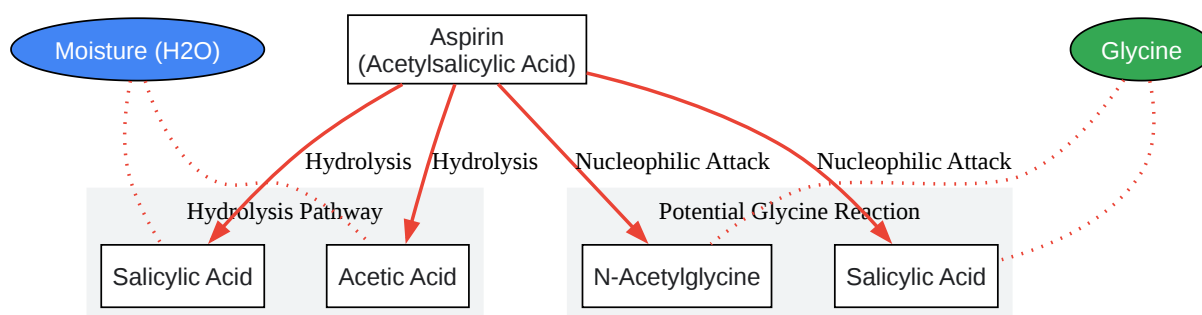 Moisture (H2O)
Aspirin
(Acetylsalicylic Acid)
Glycine
Hydrolysis
Hydrolysis
Nucleophilic Attack
Nucleophilic Attack
Hydrolysis Pathway
Potential Glycine Reaction
Salicylic Acid
Acetic Acid
N-Acetylglycine
Salicylic Acid